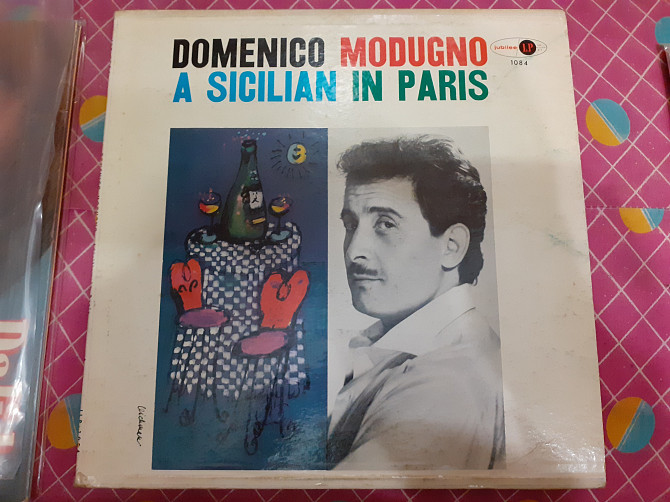 DOMENICO MODUGNO
A SICILIAN IN PARIS
jubilee LP
1084